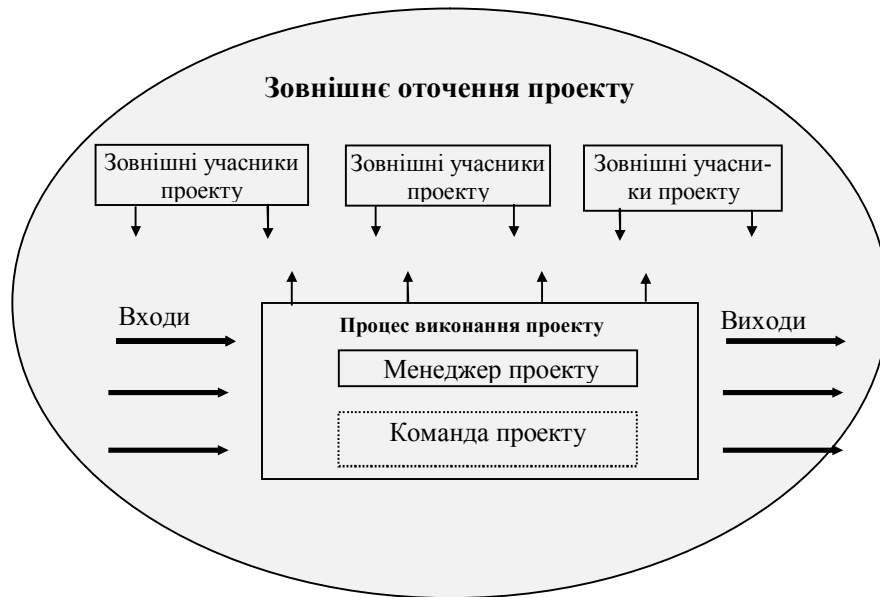 Зовнішнє оточення проекту
Зовнішні учасники
проекту
Зовнішні учасники
проекту
Зовнішні учасни-
ки проекту
Входи
Процес виконання проекту
Менеджер проекту
Команда проекту
Виходи